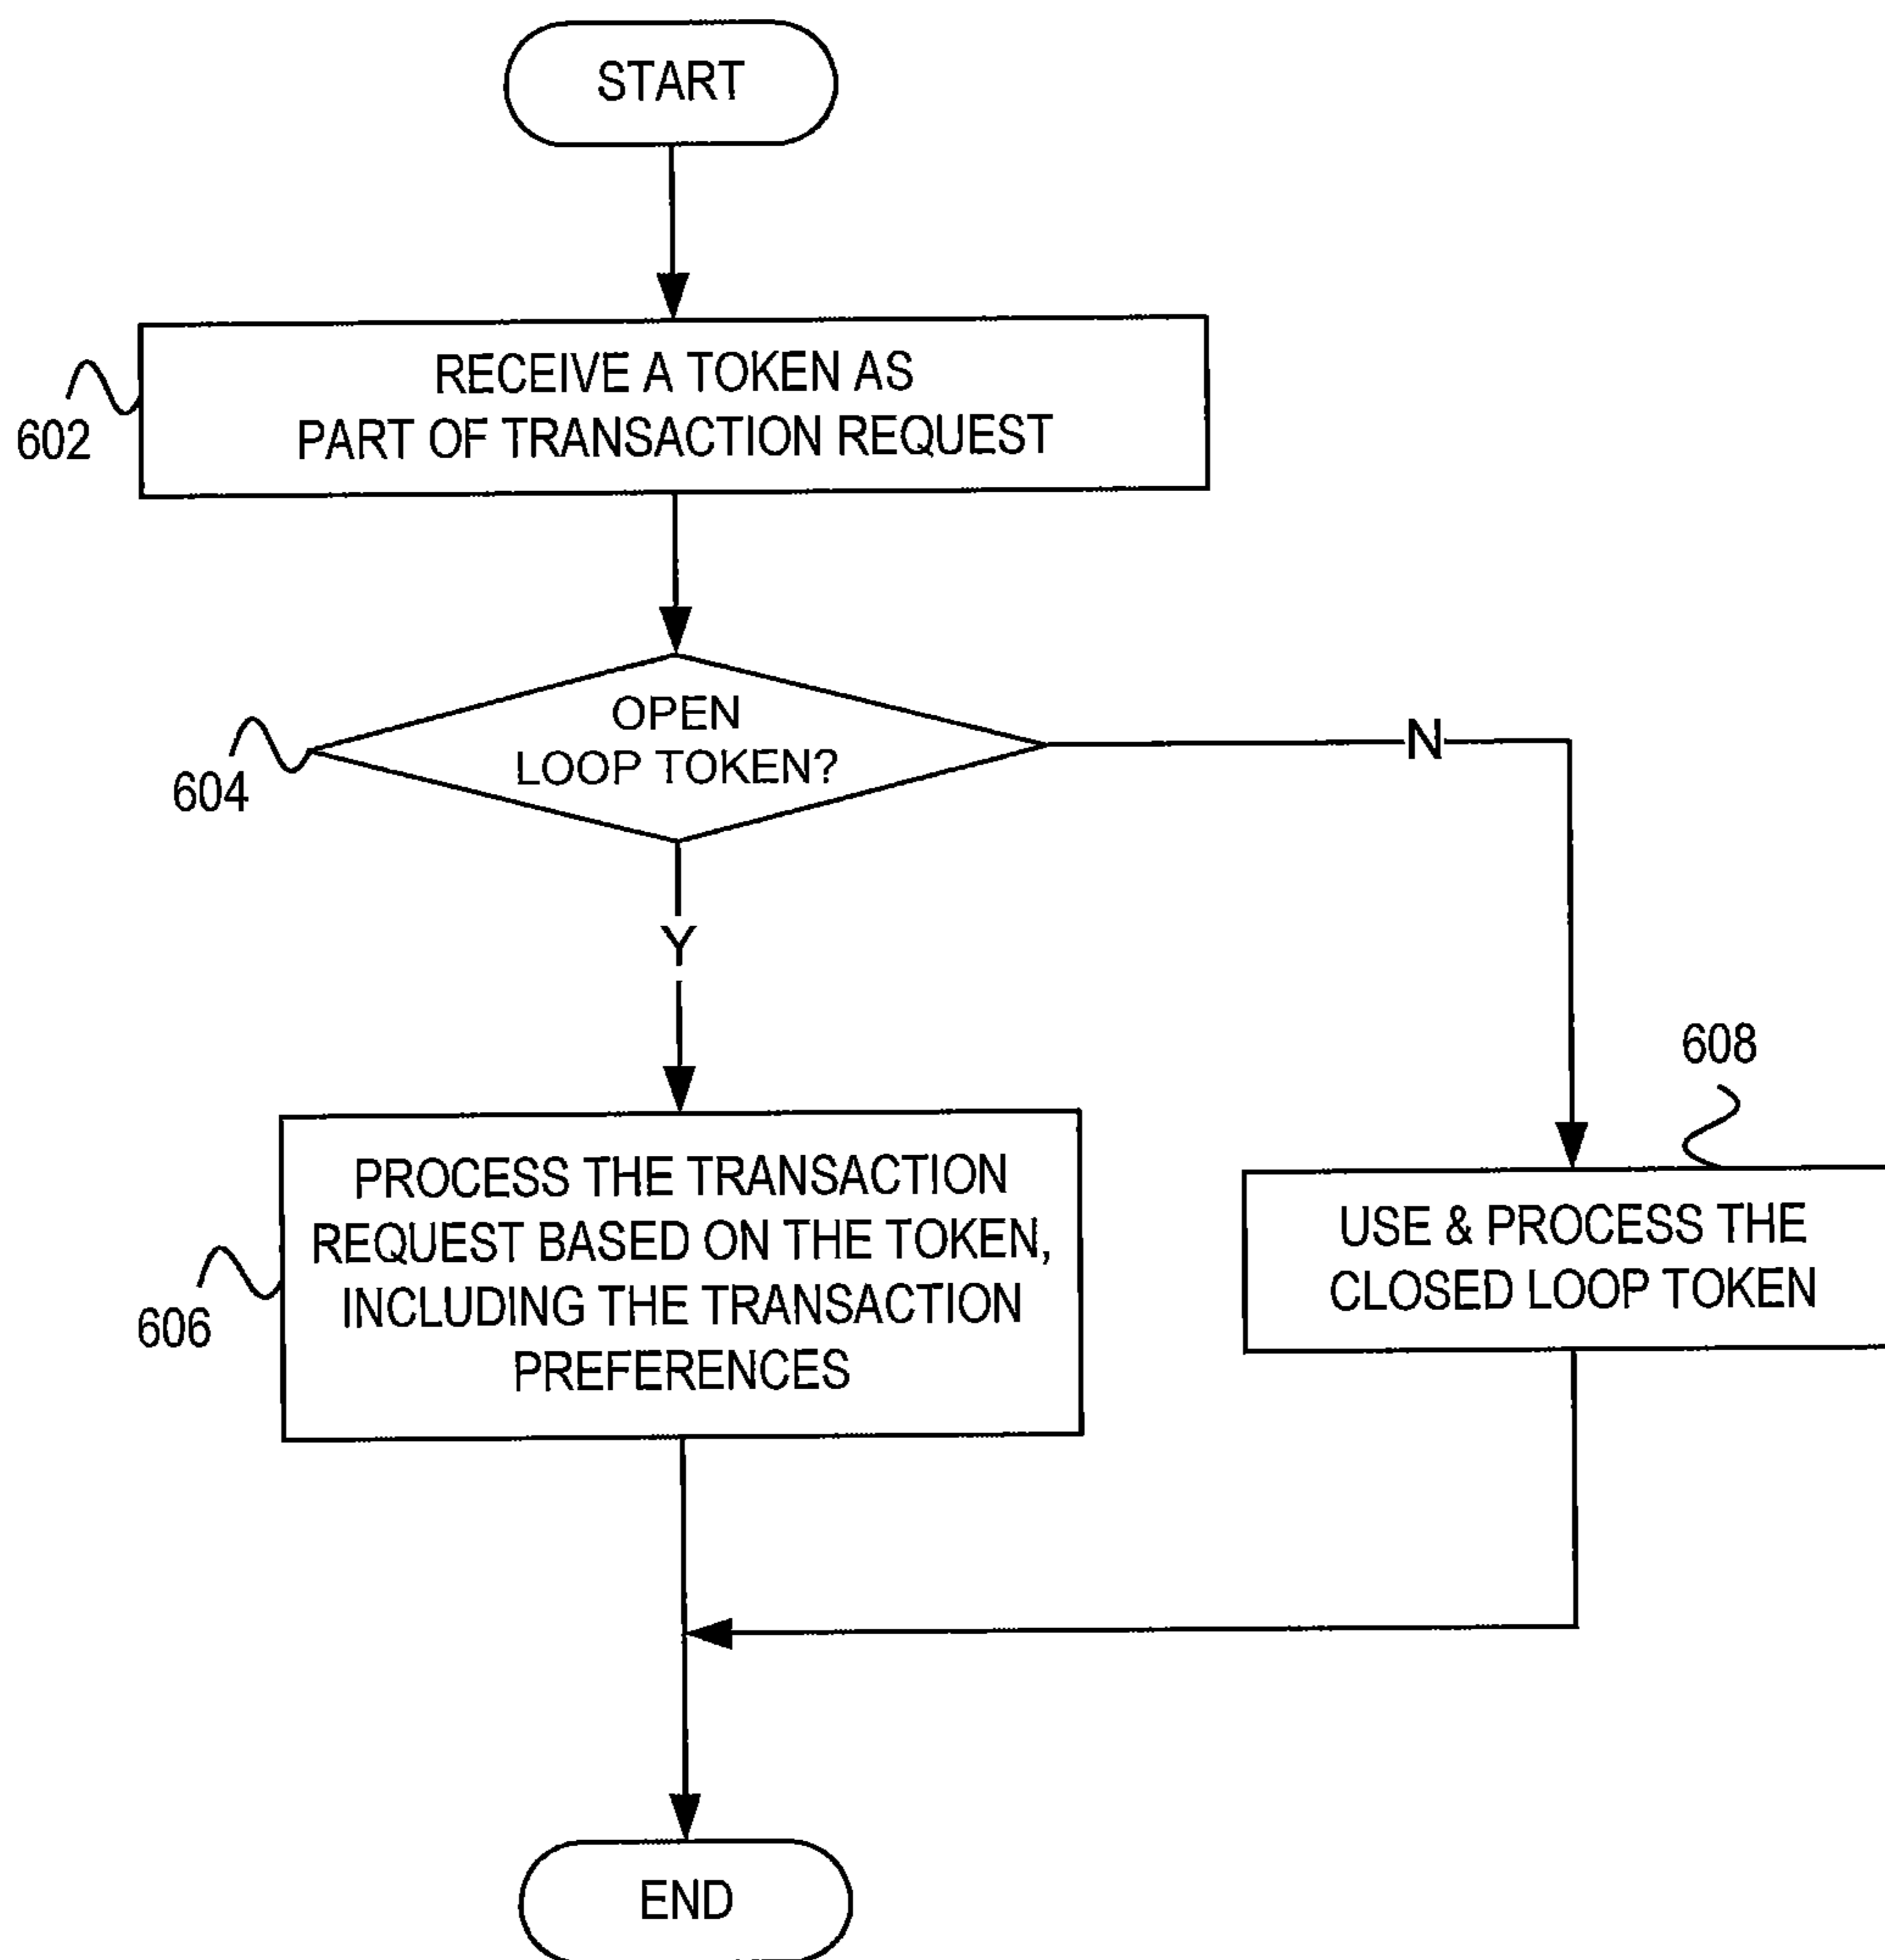 START
RECEIVE A TOKEN AS
PART OF TRANSACTION REQUEST
602
OPEN
LOOP TOKEN?
604
N
Y
608
PROCESS THE TRANSACTION
REQUEST BASED ON THE TOKEN,
INCLUDING THE TRANSACTION
PREFERENCES
606
USE & PROCESS THE
CLOSED LOOP TOKEN
END